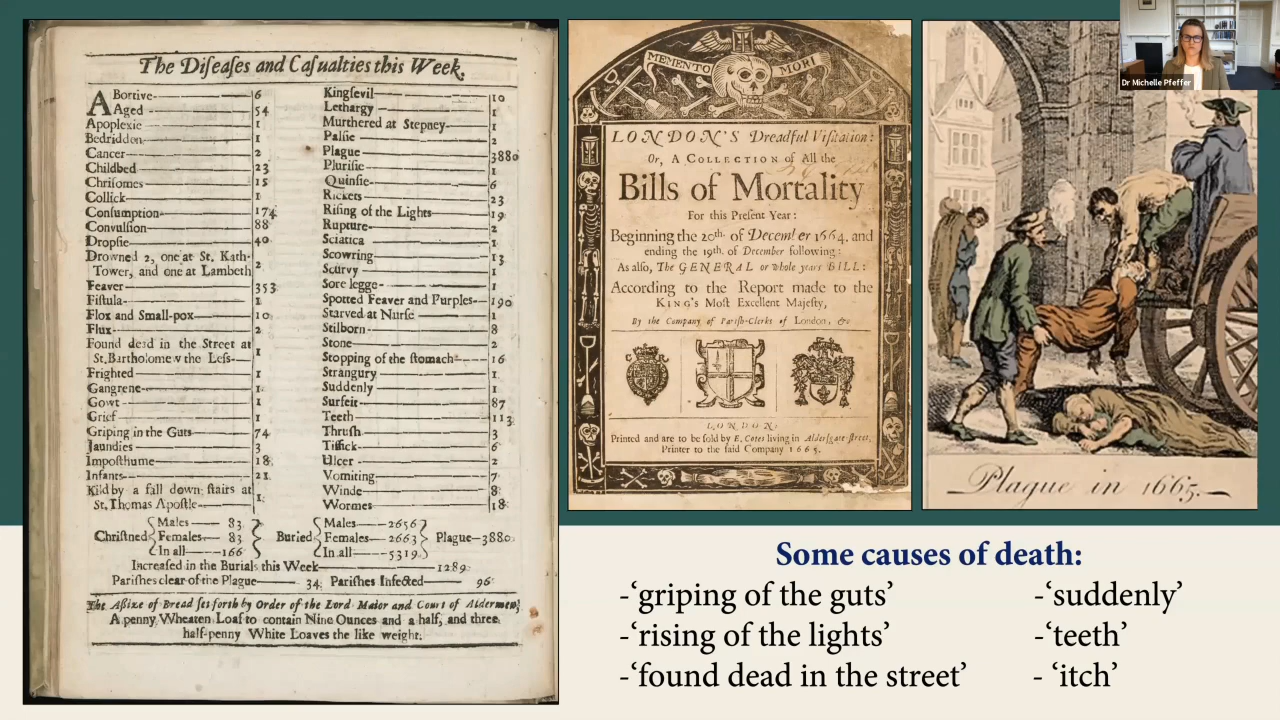 The Diſeaſes and Caſualties this Week.
ABortive 6
Aged 54
Apoplexie 1
Bedridden 1
Cancer 2
Childbed 23
Chriſomes 15
Collick 1
Conſumption 174
Convulſion 88
Dropſie 40
Drowned 2, one at St. Kath-
Tower, and one at Lambeth 2
Feaver 353
Fiſtula 1
Flox and Small-pox 10
Flux 2
Found dead in the Street at
St. Bartholomew the Leſs 1
Frighted 1
Gangrene 1
Gowt 1
Grief 1
Griping in the Guts 74
Jaundies 3
Impoſthume 18
Infants 21
Kild by a fall down ſtairs at
St. Thomas Apoſtle 1
Kingſevil 10
Lethargy 1
Murthered at Stepney 1
Palſie 2
Plague 3880
Pluriſie 1
Quinſie 6
Rickets 23
Riſing of the Lights 19
Rupture 2
Sciatica 1
Scowring 13
Scurvy 1
Sore legge 1
Spotted Feaver and Purples 190
Starved at Nurſe 1
Stilborn 8
Stone 2
Stopping of the ſtomach 16
Strangury 1
Suddenly 1
Surfeit 87
Teeth 113
Thruſh 3
Tiſſick 6
Ulcer 2
Vomiting 7
Winde 8
Wormes 18
Chriſtned Males 83 Females 83 In all 166
Buried Males 2656 Females 2663 In all 5319 Plague 3880
Increaſed in the Burials this Week 1289
Pariſhes clear of the Plague 34 Pariſhes Infected 96
The Aſſize of Bread ſet forth by Order of the Lord Maior and Court of Aldermen,
A penny Wheaten Loaf to contain Nine Ounces and a half, and three
half-penny White Loaves the like weight.
MEMENTO MORI
LONDON'S Dreadful Viſitation:
Or, A COLLECTION of All the
Bills of Mortality
For this Preſent Year:
Beginning the 20th. of December 1664. and
ending the 19th. of December following:
As alſo, The GENERAL or whole years BILL:
According to the Report made to the
KING'S Moſt Excellent Majeſty,
By the Company of Pariſh-Clerks of London, &c
LONDON:
Printed and are to be ſold by E. Cotes living in Alderſgate-ſtreet,
Printer to the ſaid Company 1665.
Dr Michelle Pfeffer
Plague in 1665.
Some causes of death:
-‘griping of the guts’
-‘rising of the lights’
-‘found dead in the street’
-‘suddenly’
-‘teeth’
- ‘itch’